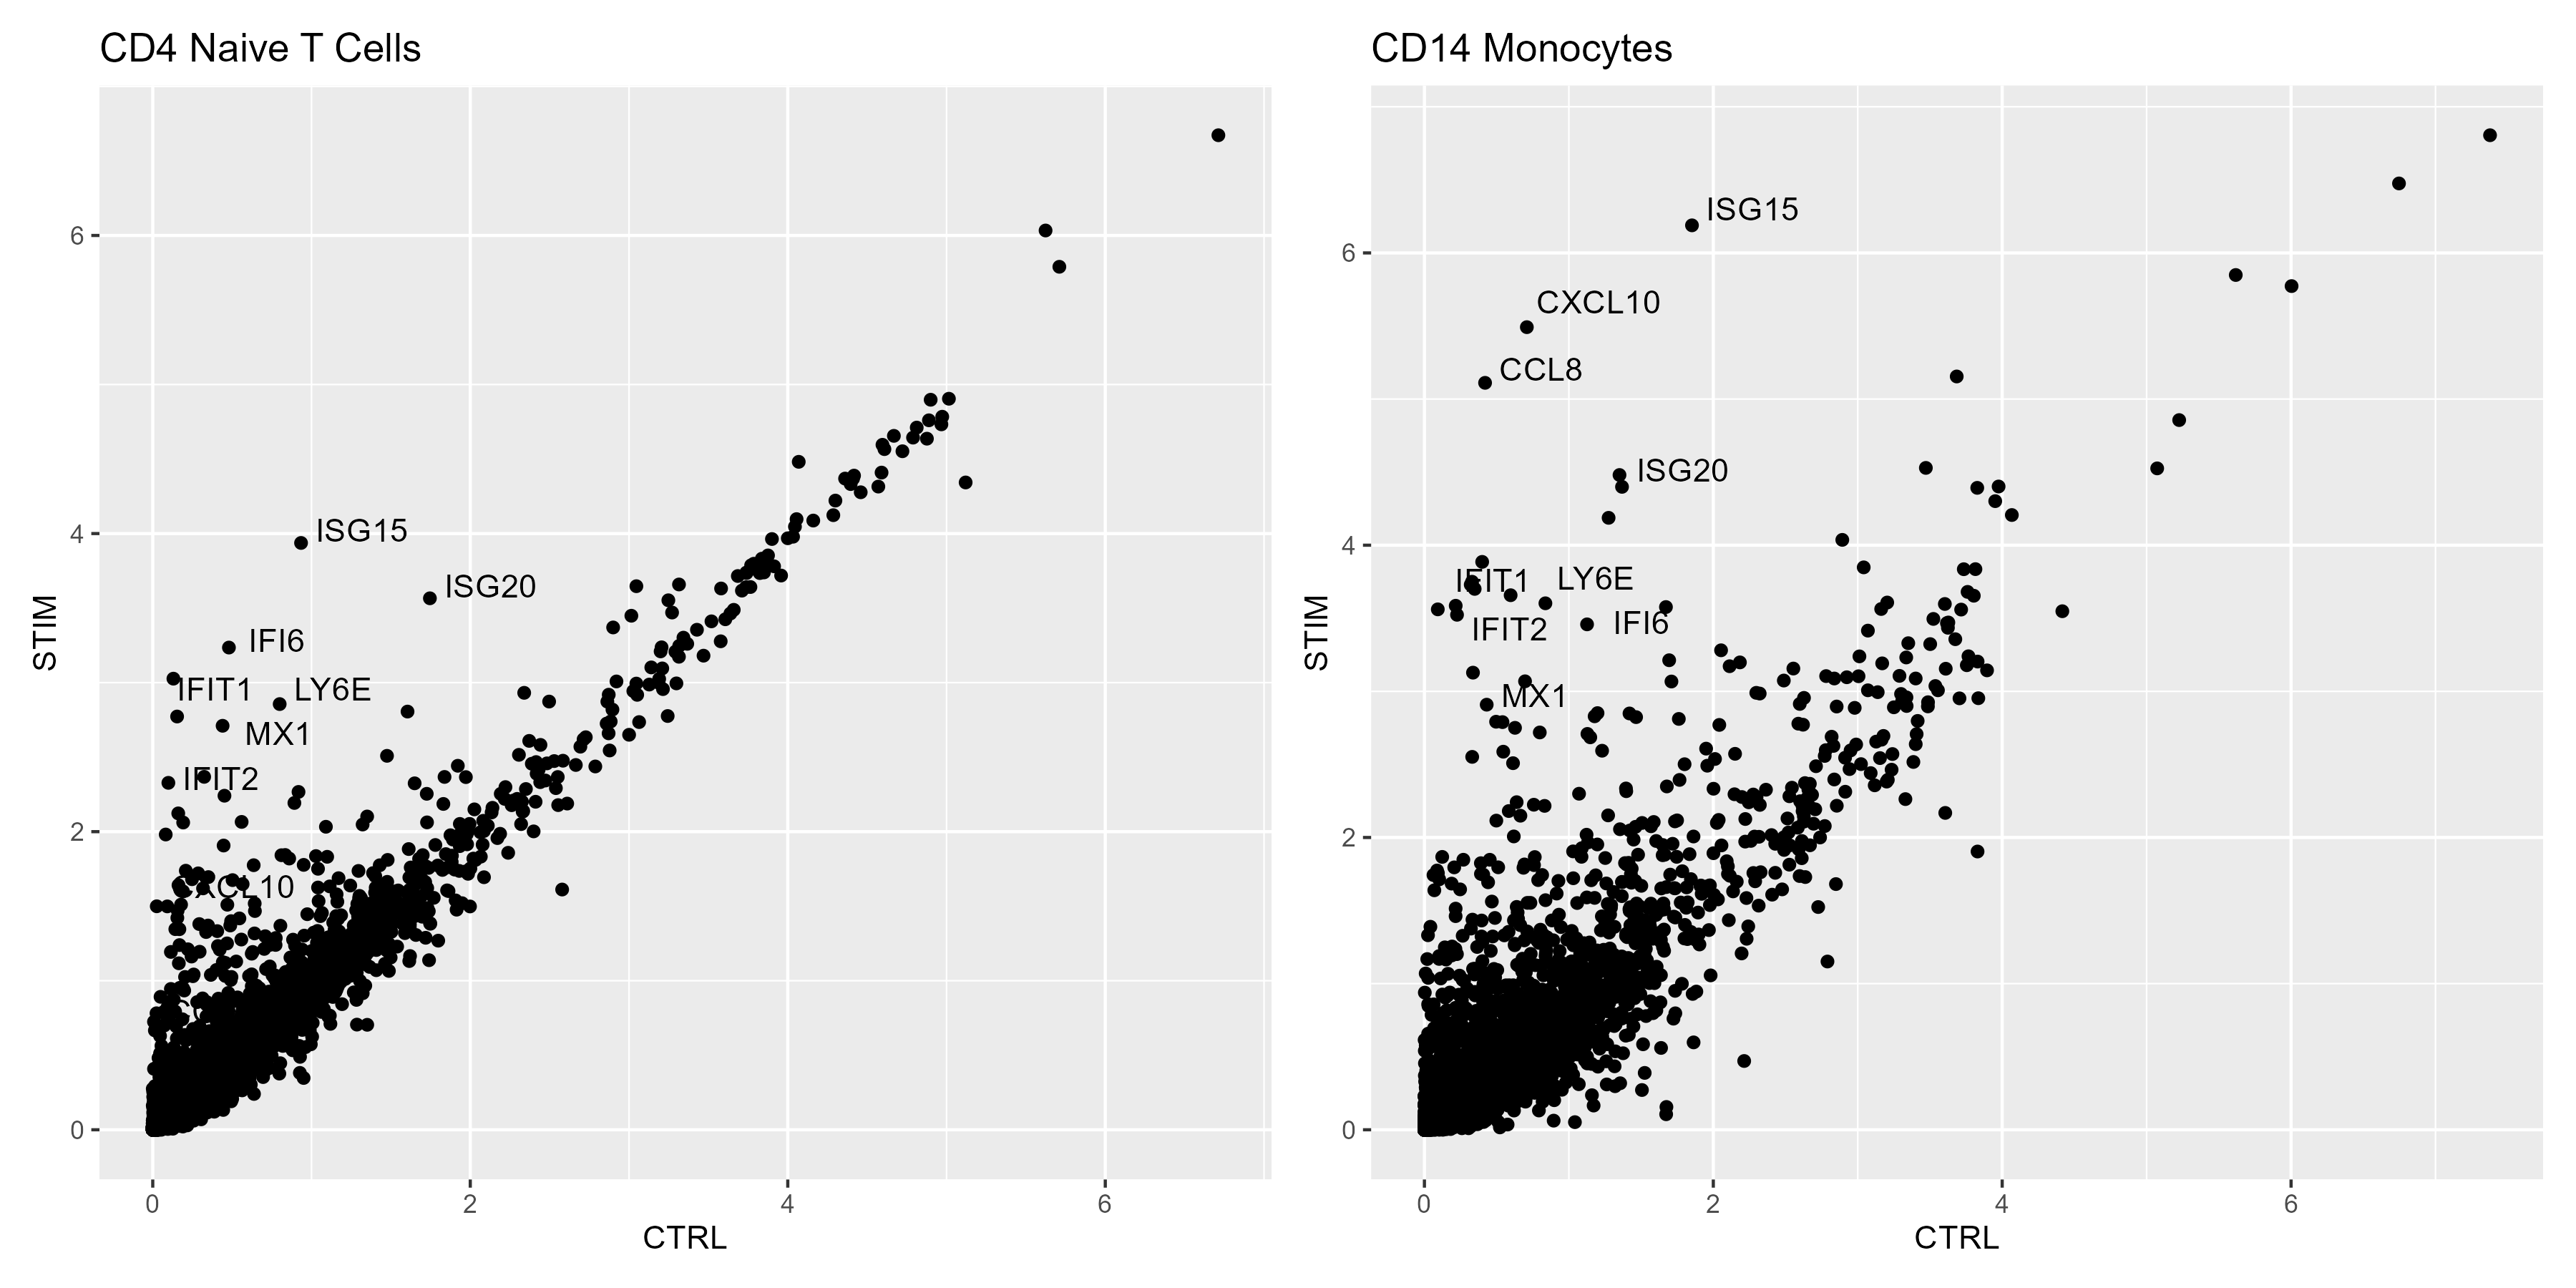 CD4 Naive T Cells
STIM
6
4
2
0
ISG15
ISG20
IFI6
IFIT1
LY6E
MX1
IFIT2
CXCL10
0
2
4
6
CTRL
CD14 Monocytes
STIM
6
4
2
0
ISG15
CXCL10
CCL8
ISG20
IFIT1
LY6E
IFIT2
IFI6
MX1
0
2
4
6
CTRL